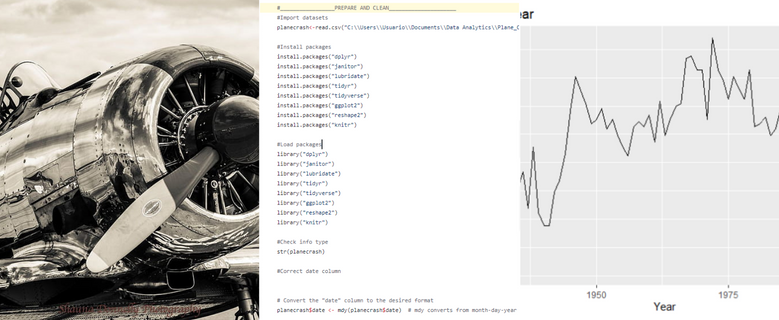 #________________PREPARE AND CLEAN____________________
#Import datasets
planecrash<-read.csv("C:\\Users\\Usuario\\Documents\\Data Analytics\\Plane_C
#Install packages
install.packages("dplyr")
install.packages("janitor")
install.packages("lubridate")
install.packages("tidyr")
install.packages("tidyverse")
install.packages("ggplot2")
install.packages("reshape2")
install.packages("knitr")
#Load packages
library("dplyr")
library("janitor")
library("lubridate")
library("tidyr")
library("tidyverse")
library("ggplot2")
library("reshape2")
library("knitr")
#Check info type
str(planecrash)
#Correct date column
# Convert the "date" column to the desired format
planecrash$date <- mdy(planecrash$date)  # mdy converts from month-day-year
ear
1950
1975
Year
Photography